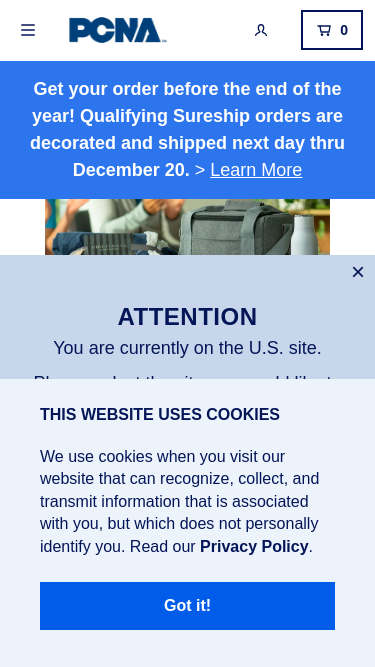 PCNA
0
Get your order before the end of the
year! Qualifying Sureship orders are
decorated and shipped next day thru
December 20. > Learn More
ATTENTION
You are currently on the U.S. site.
THIS WEBSITE USES COOKIES
We use cookies when you visit our
website that can recognize, collect, and
transmit information that is associated
with you, but which does not personally
identify you. Read our Privacy Policy.
Got it!